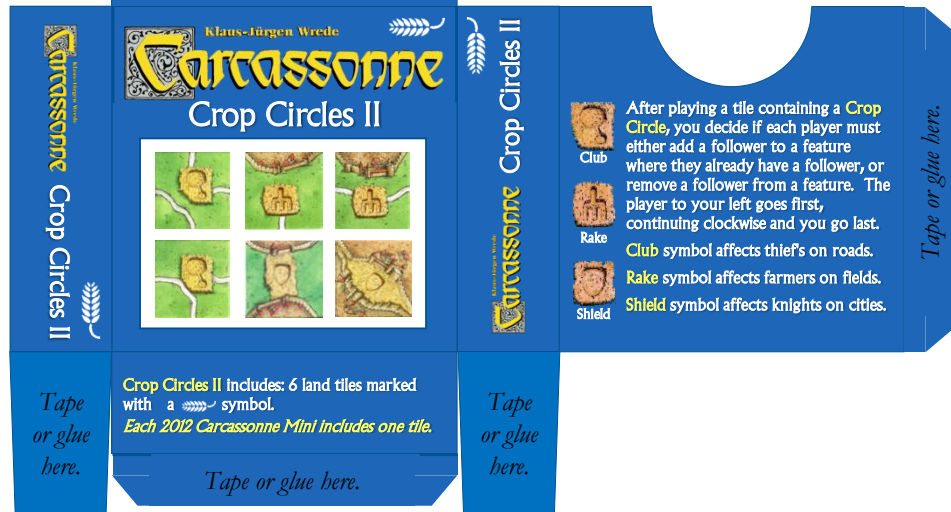 Klaus-Jürgen Wrede
Carcassonne
Crop Circles II
Klaus-Jürgen Wrede
Carcassonne
Crop Circles II
Klaus-Jürgen Wrede
Carcassonne
Crop Circles II
Club
Rake
Shield
After playing a tile containing a Crop
Circle, you decide if each player must
either add a follower to a feature
where they already have a follower, or
remove a follower from a feature. The
player to your left goes first,
continuing clockwise and you go last.
Club symbol affects thief's on roads.
Rake symbol affects farmers on fields.
Shield symbol affects knights on cities.
Tape or glue here.
Tape
or glue
here.
Crop Circles II includes: 6 land tiles marked
with a symbol.
Each 2012 Carcassonne Mini includes one tile.
Tape or glue here.
Tape
or glue
here.